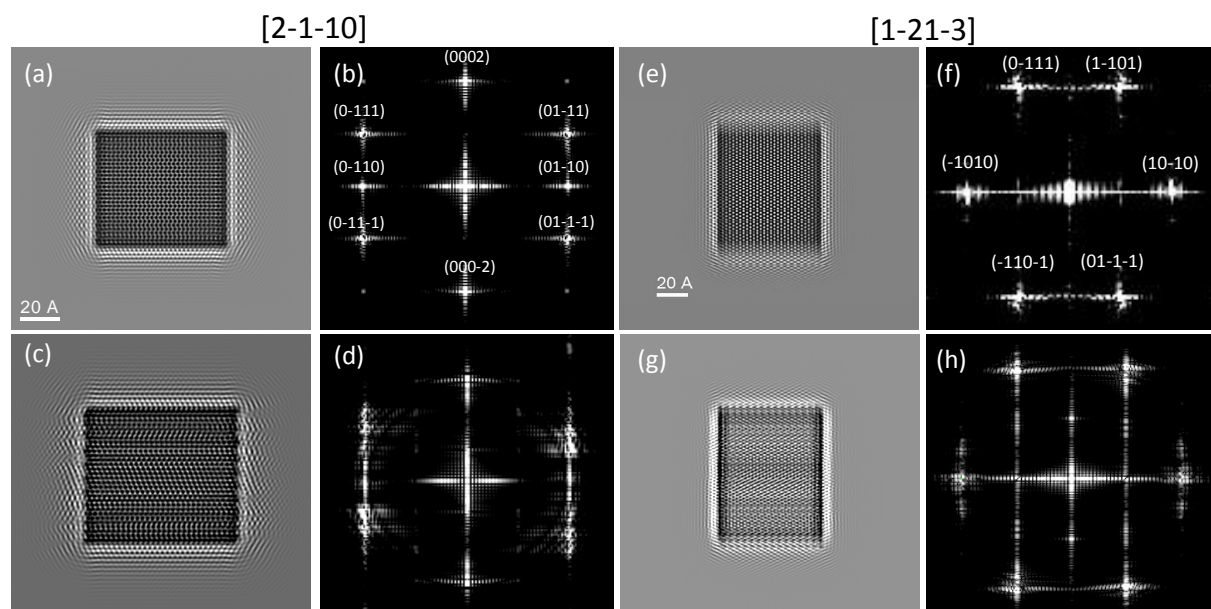 [2-1-10]
[1-21-3]
(a)
(b)
(0002)
(0-111)
(01-11)
(0-110)
(01-10)
(0-11-1)
(01-1-1)
(000-2)
20 A
(e)
(f)
(0-111)
(1-101)
(-1010)
(10-10)
(-110-1)
(01-1-1)
20 A
(c)
(d)
(g)
(h)